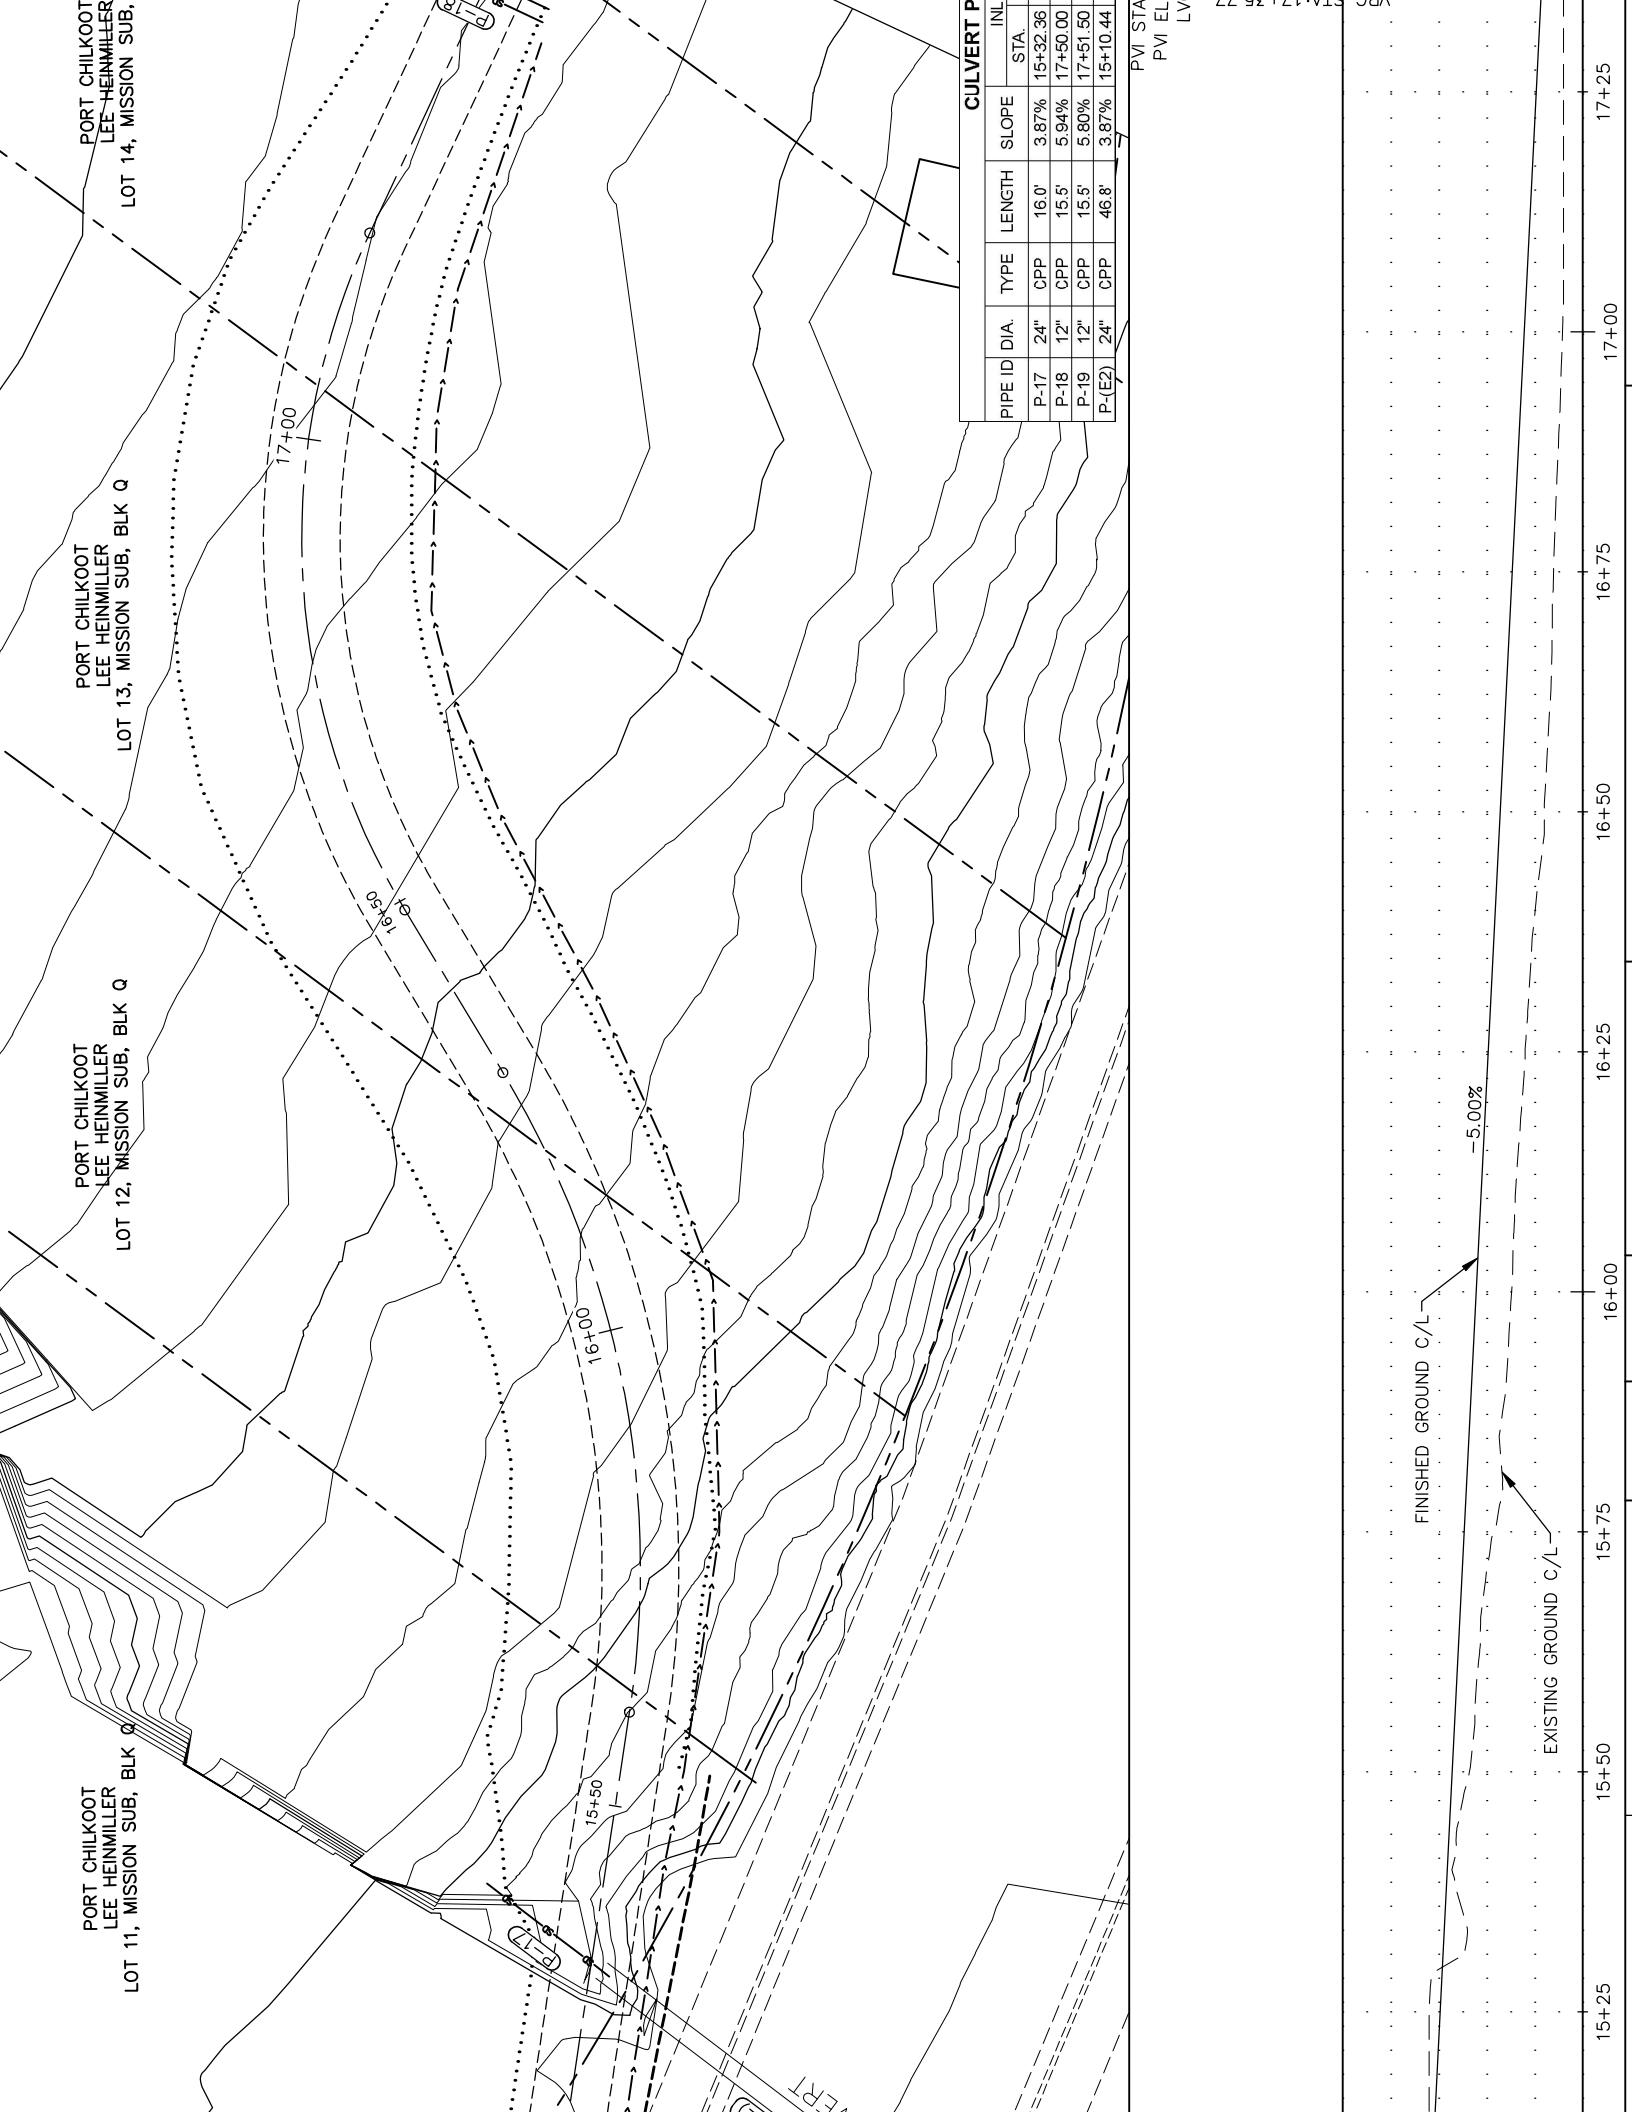 PORT CHILKOOT
LEE HEINMILLER
LOT 11, MISSION SUB, BLK Q
PORT CHILKOOT
LEE HEINMILLER
LOT 12, MISSION SUB, BLK Q
PORT CHILKOOT
LEE HEINMILLER
LOT 13, MISSION SUB, BLK Q
PORT CHILKOOT
LEE HEINMILLER
LOT 14, MISSION SUB,
P-17
15+50
16+00
16+50
17+00
CULVERT P
PIPE ID DIA. TYPE LENGTH SLOPE STA. INL
P-17 24" CPP 16.0' 3.87% 15+32.36
P-18 12" CPP 15.5' 5.94% 17+50.00
P-19 12" CPP 15.5' 5.80% 17+51.50
P-(E2) 24" CPP 46.8' 3.87% 15+10.44
PVI STA
PVI EL
LV
FINISHED GROUND C/L
-5.00%
EXISTING GROUND C/L
15+25 15+50 15+75 16+00 16+25 16+50 16+75 17+00 17+25